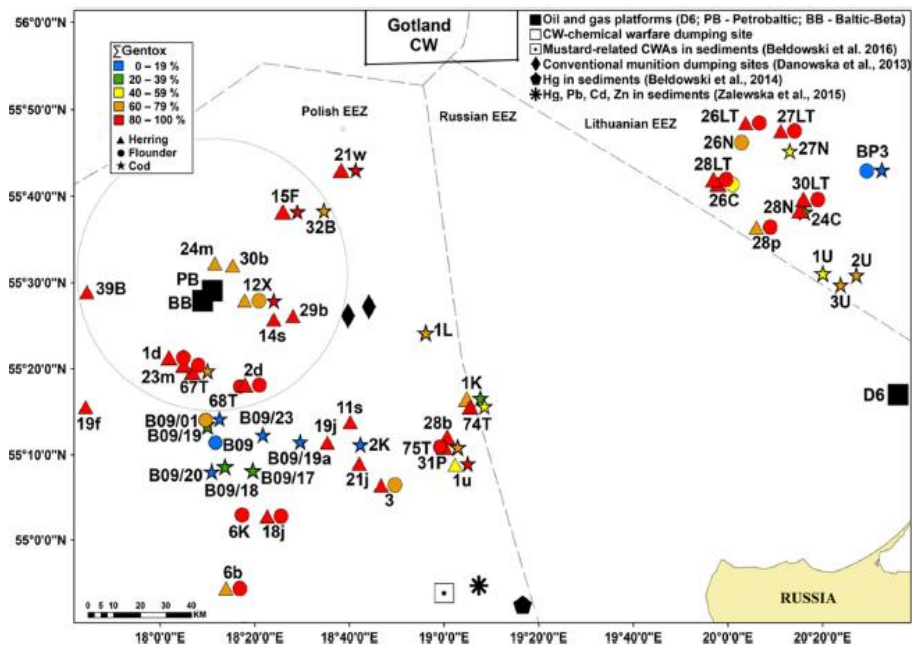 56°0'0"N
55°50'0"N
55°40'0"N
55°30'0"N
55°20'0"N
55°10'0"N
55°0'0"N
18°0'0"E
18°20'0"E
18°40'0"E
19°0'0"E
19°20'0"E
19°40'0"E
20°0'0"E
20°20'0"E
Gotland
CW
∑Gentox
0 – 19 %
20 – 39 %
40 – 59 %
60 – 79 %
80 – 100 %
Herring
Flounder
Cod
Oil and gas platforms (D6; PB - Petrobaltic; BB - Baltic-Beta)
CW-chemical warfare dumping site
Mustard-related CWAs in sediments (Bełdowski et al. 2016)
Conventional munition dumping sites (Danowska et al., 2013)
Hg in sediments (Bełdowski et al., 2014)
Hg, Pb, Cd, Zn in sediments (Zalewska et al., 2015)
Polish EEZ
Russian EEZ
Lithuanian EEZ
26LT
27LT
26N
27N
BP3
28LT
26C
30LT
28N
24C
28p
1U
2U
3U
D6
21w
15F
32B
24m
30b
PB
BB
12X
39B
14s
29b
1L
1d
23m
67T
2d
68T
19f
1K
74T
B09/01
B09/23
B09/19
B09
B09/19a
19j
11s
2K
28b
75T
31P
1u
B09/20
B09/18
B09/17
21j
3
6K
18j
6b
0 5 10 20 30 40
KM
RUSSIA